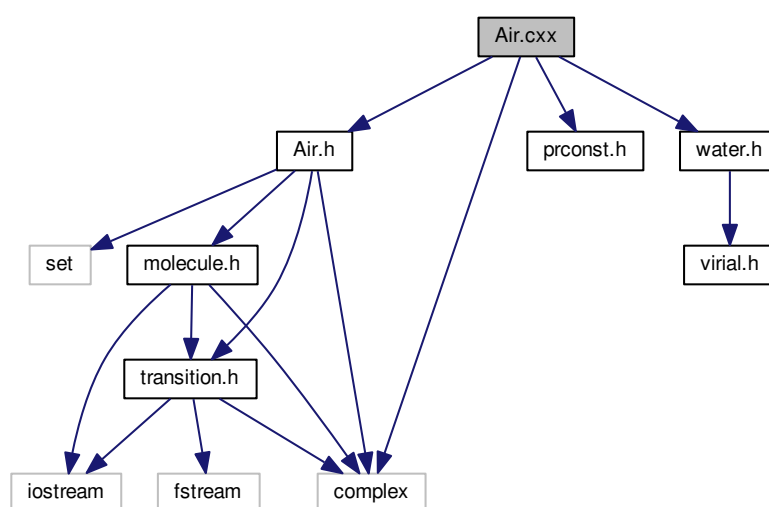 Air.cxx
Air.h
prconst.h
water.h
set
molecule.h
virial.h
transition.h
iostream
fstream
complex